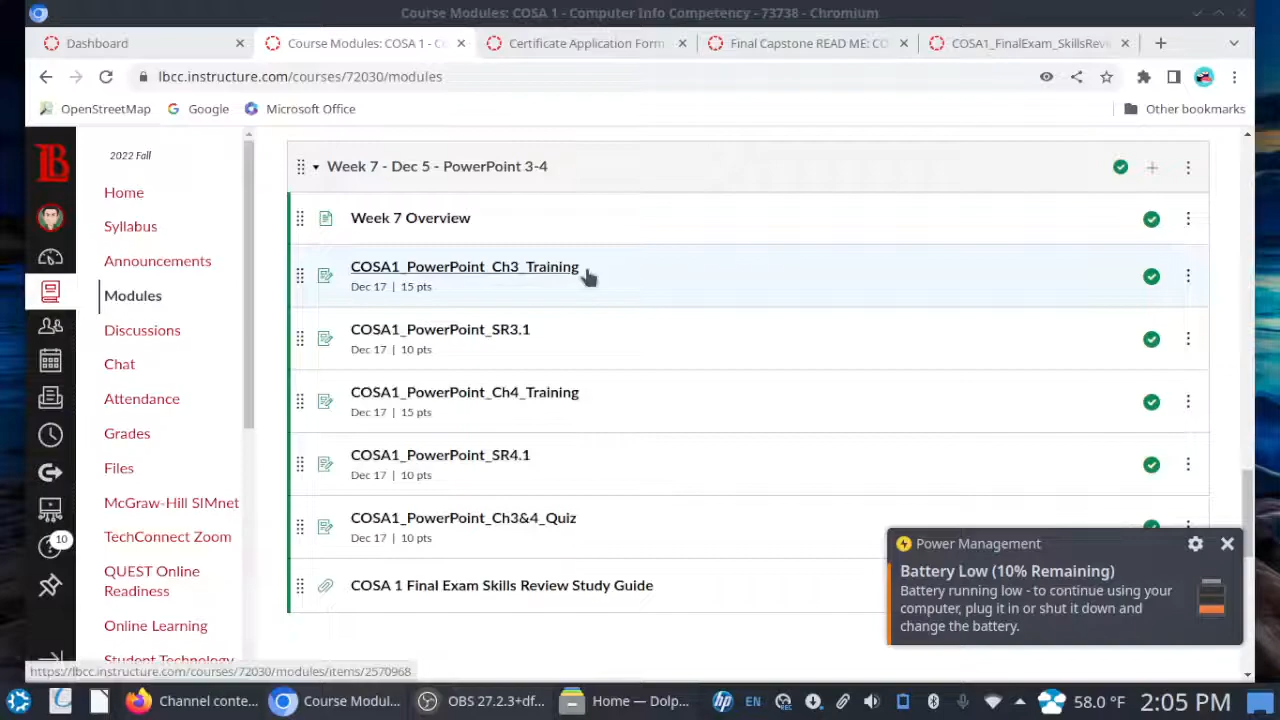 Course Modules: COSA 1 - Computer Info Competency - 73738 - Chromium
Dashboard
Course Modules: COSA 1 - C
Certificate Application Form
Final Capstone READ ME: CO
COSA1_FinalExam_SkillsRev
lbcc.instructure.com/courses/72030/modules
OpenStreetMap
Google
Microsoft Office
Other bookmarks
LB
2022 Fall
Home
Syllabus
Announcements
Modules
Discussions
Chat
Attendance
Grades
Files
McGraw-Hill SIMnet
TechConnect Zoom
QUEST Online
Readiness
Online Learning
Student Technology
10
Week 7 - Dec 5 - PowerPoint 3-4
Week 7 Overview
COSA1_PowerPoint_Ch3_Training
Dec 17 | 15 pts
COSA1_PowerPoint_SR3.1
Dec 17 | 10 pts
COSA1_PowerPoint_Ch4_Training
Dec 17 | 15 pts
COSA1_PowerPoint_SR4.1
Dec 17 | 10 pts
COSA1_PowerPoint_Ch3&4_Quiz
Dec 17 | 10 pts
COSA 1 Final Exam Skills Review Study Guide
Power Management
Battery Low (10% Remaining)
Battery running low - to continue using your
computer, plug it in or shut it down and
change the battery.
https://lbcc.instructure.com/courses/72030/modules/items/2570968
Channel conte...
Course Modul...
OBS 27.2.3+df...
Home — Dolp...
hp
EN
58.0 °F
2:05 PM